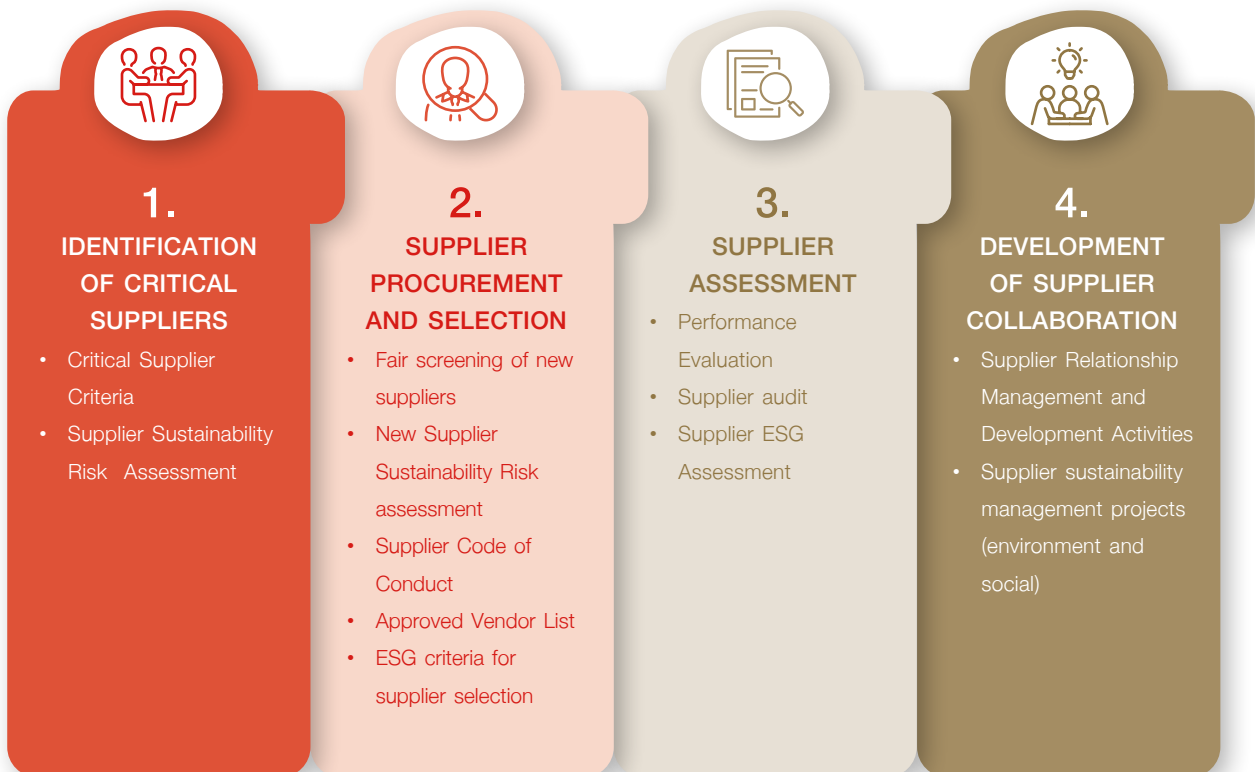 1.
IDENTIFICATION
OF CRITICAL
SUPPLIERS
• Critical Supplier
Criteria
• Supplier Sustainability
Risk Assessment
2.
SUPPLIER
PROCUREMENT
AND SELECTION
• Fair screening of new
suppliers
• New Supplier
Sustainability Risk
assessment
• Supplier Code of
Conduct
• Approved Vendor List
• ESG criteria for
supplier selection
3.
SUPPLIER
ASSESSMENT
• Performance
Evaluation
• Supplier audit
• Supplier ESG
Assessment
4.
DEVELOPMENT
OF SUPPLIER
COLLABORATION
• Supplier Relationship
Management and
Development Activities
• Supplier sustainability
management projects
(environment and
social)